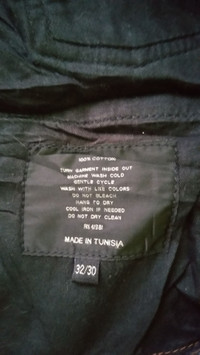 100% COTTON
TURN GARMENT INSIDE OUT
MACHINE WASH COLD
GENTLE CYCLE
WASH WITH LIKE COLORS
DO NOT BLEACH
HANG TO DRY
COOL IRON IF NEEDED
DO NOT DRY CLEAN
MADE IN TUNISIA
32/30